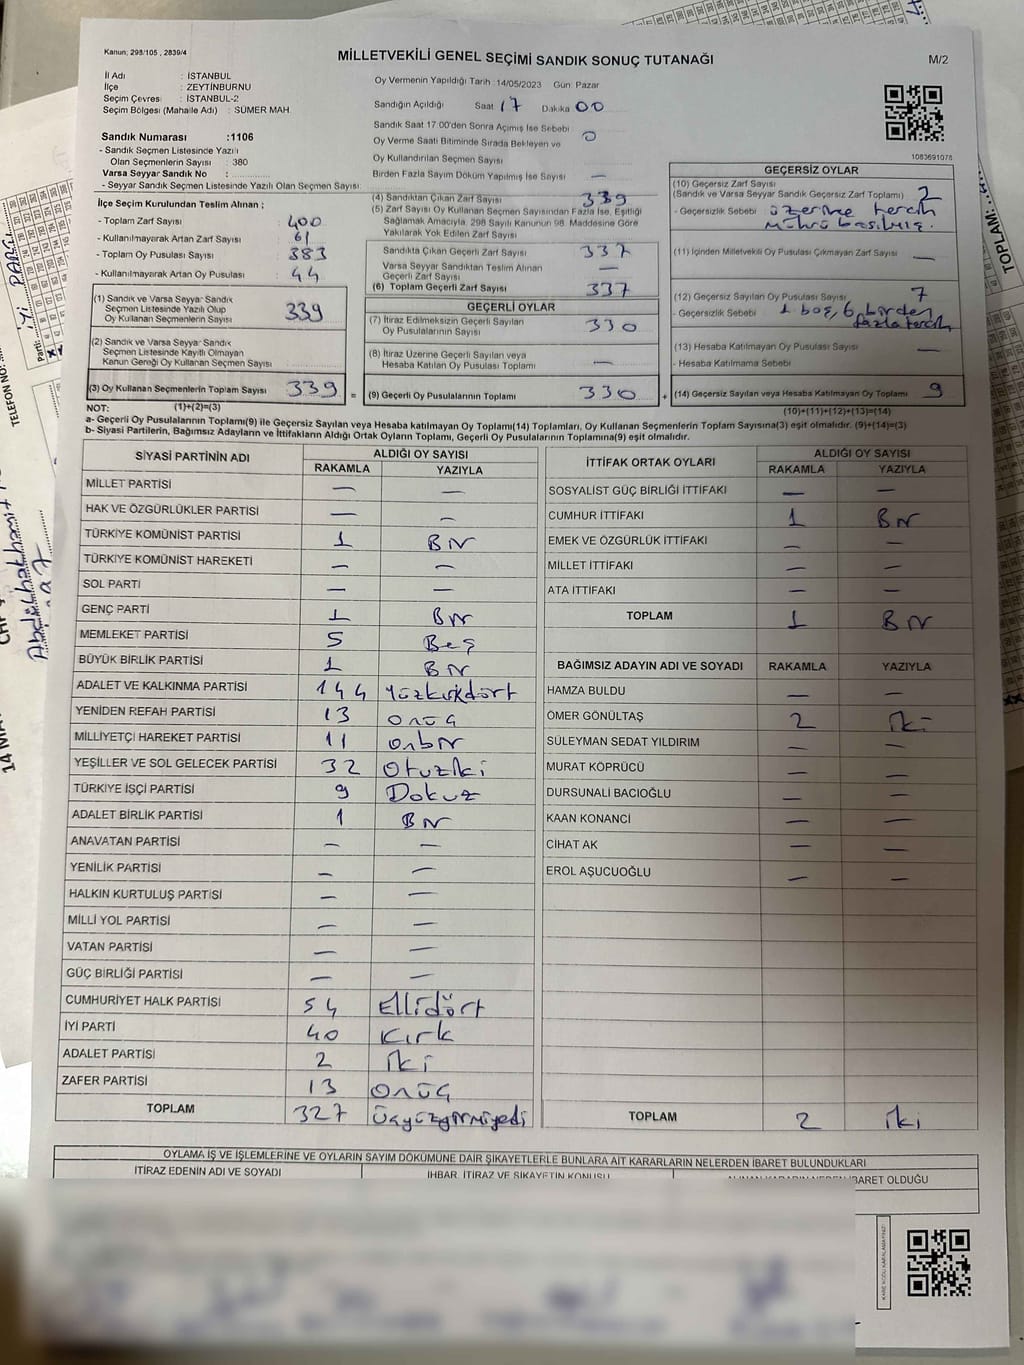 Kanun; 298/105 , 2839/4
MİLLETVEKİLİ GENEL SEÇİMİ SANDIK SONUÇ TUTANAĞI
M/2
İl Adı : İSTANBUL
İlçe : ZEYTİNBURNU
Seçim Çevresi : İSTANBUL-2
Seçim Bölgesi (Mahalle Adı) : SÜMER MAH.
Sandık Numarası :1106
- Sandık Seçmen Listesinde Yazılı
Olan Seçmenlerin Sayısı : 380
Varsa Seyyar Sandık No :
- Seyyar Sandık Seçmen Listesinde Yazılı Olan Seçmen Sayısı:
Oy Vermenin Yapıldığı Tarih :14/05/2023 Gün: Pazar
Sandığın Açıldığı Saat 17 Dakika 00
Sandık Saat 17:00'den Sonra Açılmış İse Sebebi
Oy Verme Saati Bitiminde Sırada Bekleyen ve 0
Oy Kullandırılan Seçmen Sayısı
Birden Fazla Sayım Döküm Yapılmış İse Sayısı —
1083691078
İlçe Seçim Kurulundan Teslim Alınan ;
- Toplam Zarf Sayısı : 400
- Kullanılmayarak Artan Zarf Sayısı : 61
- Toplam Oy Pusulası Sayısı : 383
- Kullanılmayarak Artan Oy Pusulası : 44
(1) Sandık ve Varsa Seyyar Sandık
Seçmen Listesinde Yazılı Olup
Oy Kullanan Seçmenlerin Sayısı 339
(2) Sandık ve Varsa Seyyar Sandık
Seçmen Listesinde Kayıtlı Olmayan
Kanun Gereği Oy Kullanan Seçmen Sayısı
(3) Oy Kullanan Seçmenlerin Toplam Sayısı 339
(1)+(2)=(3)
(4) Sandıktan Çıkan Zarf Sayısı 339
(5) Zarf Sayısı Oy Kullanan Seçmen Sayısından Fazla İse, Eşitliği
Sağlamak Amacıyla, 298 Sayılı Kanunun 98. Maddesine Göre
Yakılarak Yok Edilen Zarf Sayısı
Sandıkta Çıkan Geçerli Zarf Sayısı 337
Varsa Seyyar Sandıktan Teslim Alınan
Geçerli Zarf Sayısı —
(6) Toplam Geçerli Zarf Sayısı 337
GEÇERLİ OYLAR
(7) İtiraz Edilmeksizin Geçerli Sayılan
Oy Pusulalarının Sayısı 330
(8) İtiraz Üzerine Geçerli Sayılan veya
Hesaba Katılan Oy Pusulası Toplamı —
= (9) Geçerli Oy Pusulalarının Toplamı 330
GEÇERSİZ OYLAR
(10) Geçersiz Zarf Sayısı
(Sandık ve Varsa Seyyar Sandık Geçersiz Zarf Toplamı) 2
- Geçersizlik Sebebi : üzerine tercih
mührü basılmış.
(11) İçinden Milletvekili Oy Pusulası Çıkmayan Zarf Sayısı —
(12) Geçersiz Sayılan Oy Pusulası Sayısı 7
- Geçersizlik Sebebi : 1 boş, 6 birden
fazla tercih
(13) Hesaba Katılmayan Oy Pusulası Sayısı —
- Hesaba Katılmama Sebebi :
+ (14) Geçersiz Sayılan veya Hesaba Katılmayan Oy Toplamı 9
(10)+(11)+(12)+(13)=(14)
NOT:
a- Geçerli Oy Pusulalarının Toplamı(9) ile Geçersiz Sayılan veya Hesaba katılmayan Oy Toplamı(14) Toplamları, Oy Kullanan Seçmenlerin Toplam Sayısına(3) eşit olmalıdır. (9)+(14)=(3)
b- Siyasi Partilerin, Bağımsız Adayların ve İttifakların Aldığı Ortak Oyların Toplamı, Geçerli Oy Pusulalarının Toplamına(9) eşit olmalıdır.
SİYASİ PARTİNİN ADI ALDIĞI OY SAYISI
RAKAMLA YAZIYLA
MİLLET PARTİSİ — —
HAK VE ÖZGÜRLÜKLER PARTİSİ — —
TÜRKİYE KOMÜNİST PARTİSİ 1 Bir
TÜRKİYE KOMÜNİST HAREKETİ — —
SOL PARTİ — —
GENÇ PARTİ 1 Bir
MEMLEKET PARTİSİ 5 Beş
BÜYÜK BİRLİK PARTİSİ 1 Bir
ADALET VE KALKINMA PARTİSİ 144 Yüzkırkdört
YENİDEN REFAH PARTİSİ 13 onüç
MİLLİYETÇİ HAREKET PARTİSİ 11 onbir
YEŞİLLER VE SOL GELECEK PARTİSİ 32 Otuziki
TÜRKİYE İŞÇİ PARTİSİ 9 Dokuz
ADALET BİRLİK PARTİSİ 1 Bir
ANAVATAN PARTİSİ — —
YENİLİK PARTİSİ — —
HALKIN KURTULUŞ PARTİSİ — —
MİLLİ YOL PARTİSİ — —
VATAN PARTİSİ — —
GÜÇ BİRLİĞİ PARTİSİ — —
CUMHURİYET HALK PARTİSİ 54 Ellidört
İYİ PARTİ 40 Kırk
ADALET PARTİSİ 2 iki
ZAFER PARTİSİ 13 onüç
TOPLAM 327 üçyüzyirmiyedi
İTTİFAK ORTAK OYLARI ALDIĞI OY SAYISI
RAKAMLA YAZIYLA
SOSYALİST GÜÇ BİRLİĞİ İTTİFAKI — —
CUMHUR İTTİFAKI 1 Bir
EMEK VE ÖZGÜRLÜK İTTİFAKI — —
MİLLET İTTİFAKI — —
ATA İTTİFAKI — —
TOPLAM 1 Bir
BAĞIMSIZ ADAYIN ADI VE SOYADI RAKAMLA YAZIYLA
HAMZA BULDU — —
ÖMER GÖNÜLTAŞ 2 iki
SÜLEYMAN SEDAT YILDIRIM — —
MURAT KÖPRÜCÜ — —
DURSUNALİ BACIOĞLU — —
KAAN KONANCİ — —
CİHAT AK — —
EROL AŞUCUOĞLU — —
TOPLAM 2 iki
OYLAMA İŞ VE İŞLEMLERİNE VE OYLARIN SAYIM DÖKÜMÜNE DAİR ŞİKAYETLERLE BUNLARA AİT KARARLARIN NELERDEN İBARET BULUNDUKLARI
İTİRAZ EDENİN ADI VE SOYADI İHBAR, İTİRAZ VE ŞİKAYETİN KONUSU ALINAN KARARIN NEDEN İBARET OLDUĞU
TOPLAM:
TELEFON NO:
İYİ PARTİ